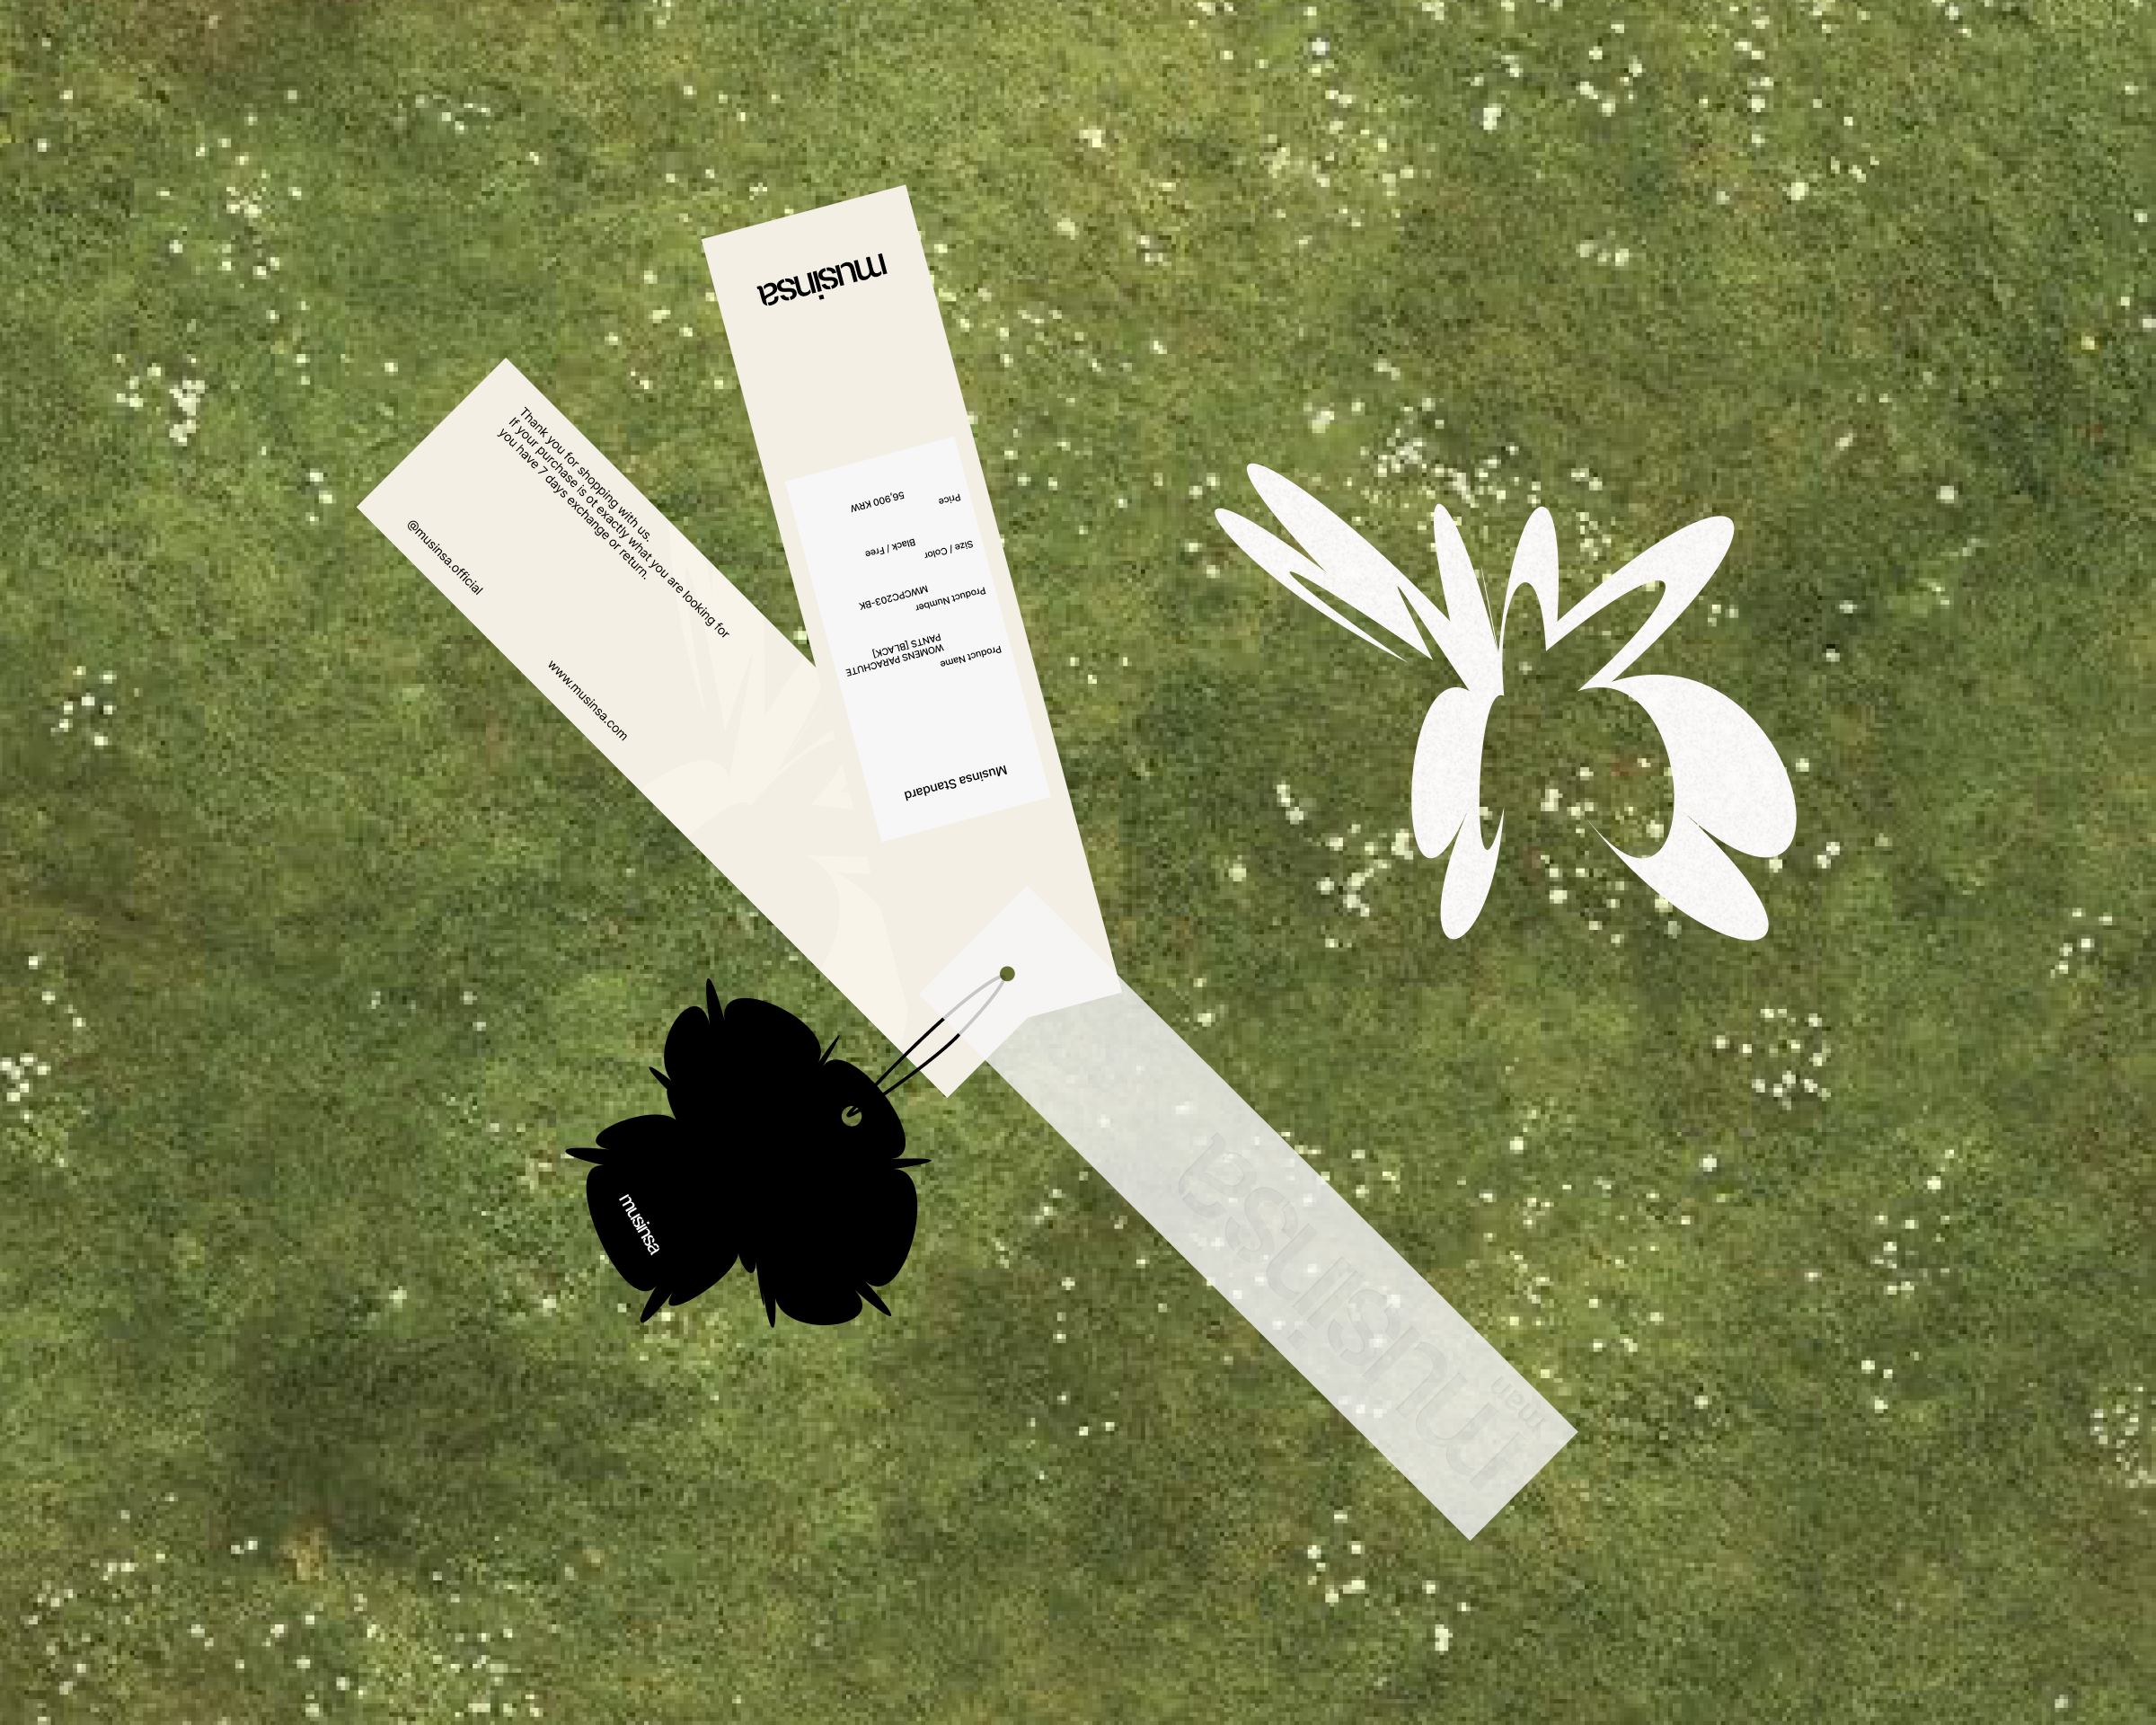 musinsa
Musinsa Standard
Product Name
WOMENS PARACHUTE
PANTS [BLACK]
Product Number
MWCPC203-BK
Size / Color
Black / Free
Price
56,900 KRW
Thank you for shopping with us.
If your purchase is ot exactly what you are looking for
you have 7 days exchange or return.
@musinsa.official
www.musinsa.com
musinsa
man
musinsa